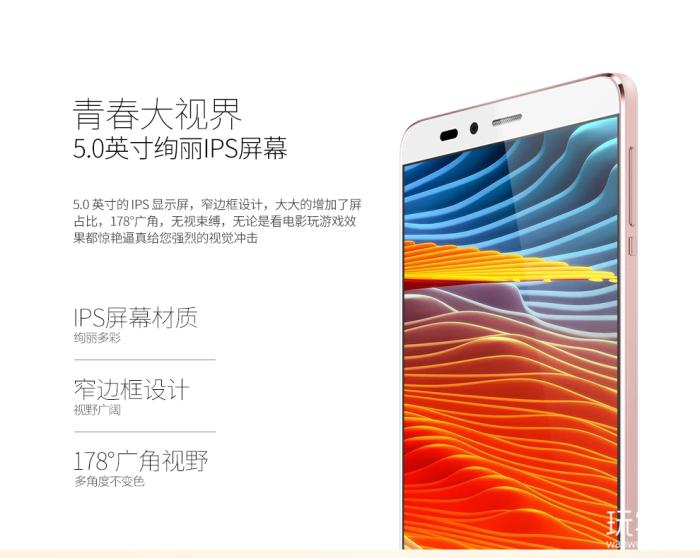 青春大视界
5.0英寸绚丽IPS屏幕
5.0 英寸的 IPS 显示屏，窄边框设计，大大的增加了屏
占比，178°广角，无视束缚，无论是看电影玩游戏效
果都惊艳逼真给您强烈的视觉冲击
IPS屏幕材质
绚丽多彩
窄边框设计
视野广阔
178°广角视野
多角度不变色
玩